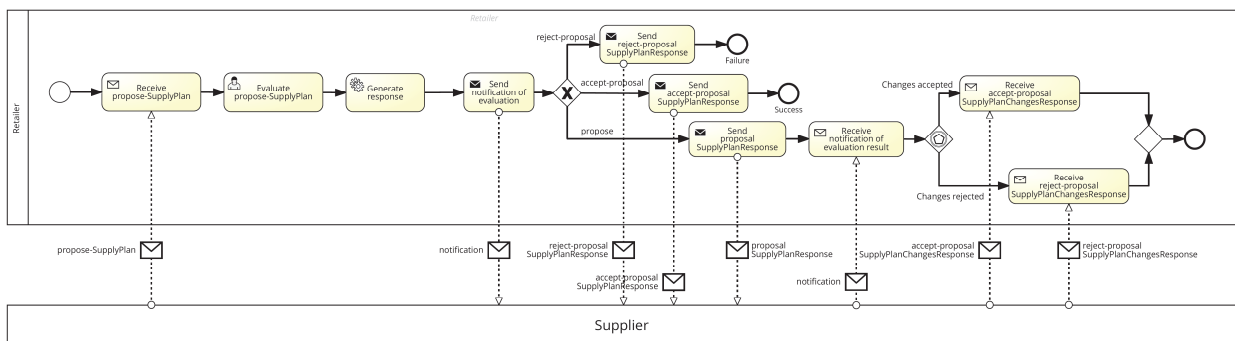 Retailer
Retailer
Receive
propose-SupplyPlan
Evaluate
propose-SupplyPlan
Generate
response
Send
notification of
evaluation
reject-proposal
accept-proposal
propose
Send
reject-proposal
SupplyPlanResponse
Failure
Send
accept-proposal
SupplyPlanResponse
Success
Send
proposal
SupplyPlanResponse
Receive
notification of
evaluation result
Changes accepted
Changes rejected
Receive
accept-proposal
SupplyPlanChangesResponse
Receive
reject-proposal
SupplyPlanChangesResponse
propose-SupplyPlan
notification
reject-proposal
SupplyPlanResponse
accept-proposal
SupplyPlanResponse
proposal
SupplyPlanResponse
notification
accept-proposal
SupplyPlanChangesResponse
reject-proposal
SupplyPlanChangesResponse
Supplier